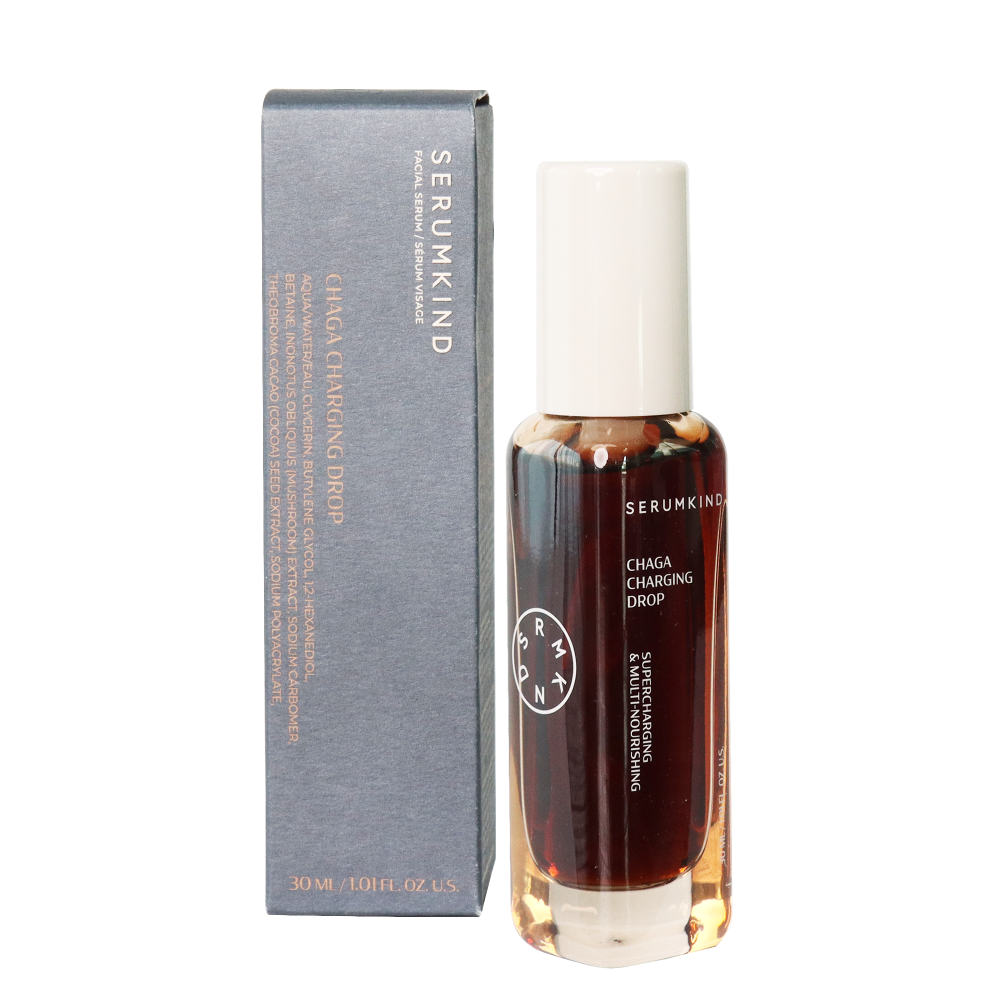 SERUMKIND
FACIAL SERUM / SÉRUM VISAGE
CHAGA CHARGING DROP
AQUA/WATER/EAU, GLYCERIN, BUTYLENE GLYCOL, 1,2-HEXANEDIOL,
BETAINE, INONOTUS OBLIQUUS (MUSHROOM) EXTRACT, SODIUM CARBOMER,
THEOBROMA CACAO (COCOA) SEED EXTRACT, SODIUM POLYACRYLATE,
30 ML / 1.01 FL. OZ. U.S.
SERUMKIND
CHAGA
CHARGING
DROP
SRMKND
SUPERCHARGING
& MULTI-NOURISHING